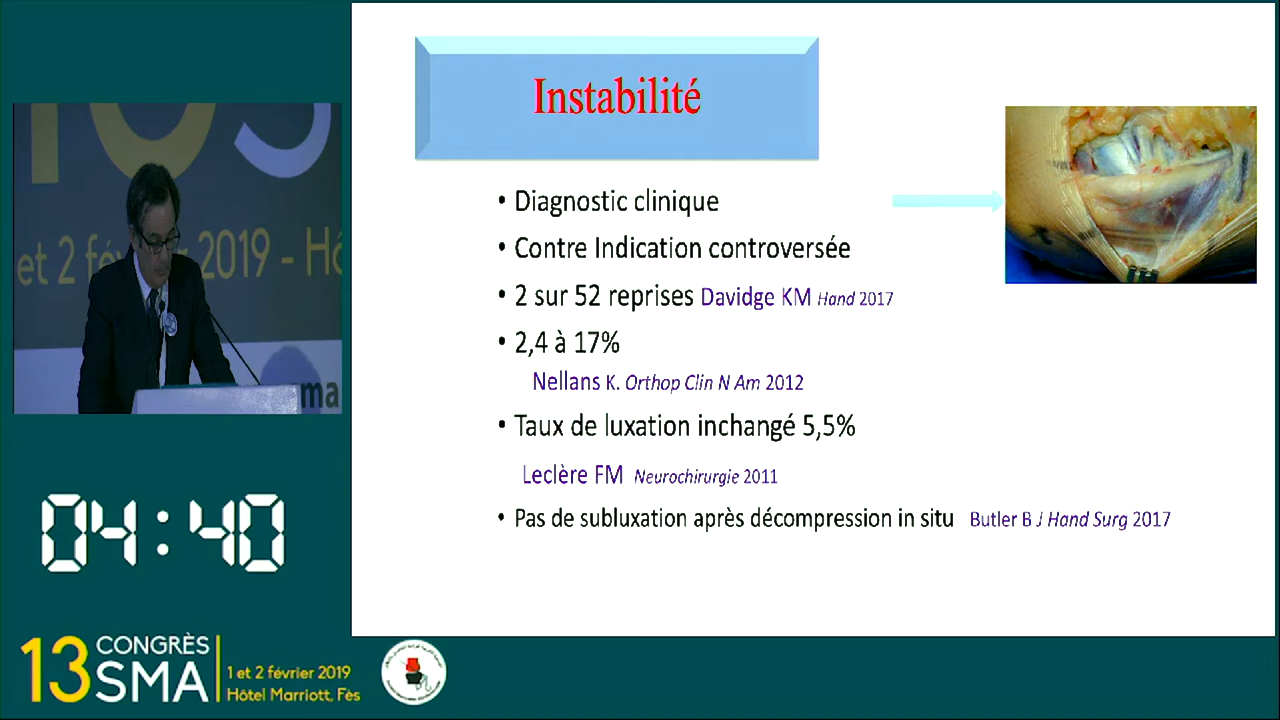 Instabilité
• Diagnostic clinique
• Contre Indication controversée
• 2 sur 52 reprises Davidge KM Hand 2017
• 2,4 à 17%
Nellans K. Orthop Clin N Am 2012
• Taux de luxation inchangé 5,5%
Leclère FM Neurochirurgie 2011
• Pas de subluxation après décompression in situ Butler B J Hand Surg 2017
et 2 février 2019 - Hô
ma
04:40
13 CONGRÈS SMA
1 et 2 février 2019
Hôtel Marriott, Fès